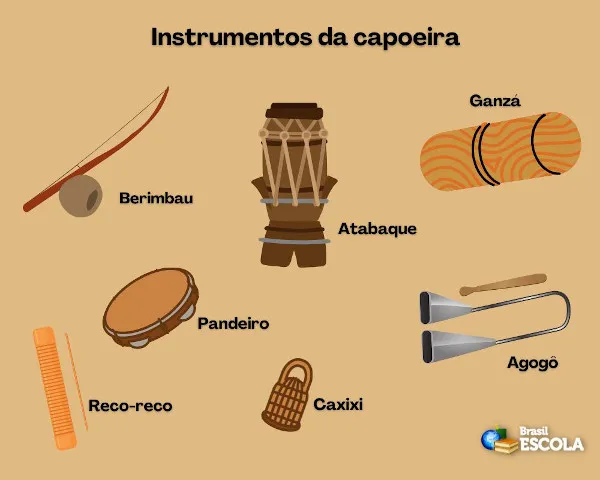 Instrumentos da capoeira
Ganzá
Berimbau
Atabaque
Pandeiro
Agogô
Reco-reco
Caxixi
Brasil
ESCOLA